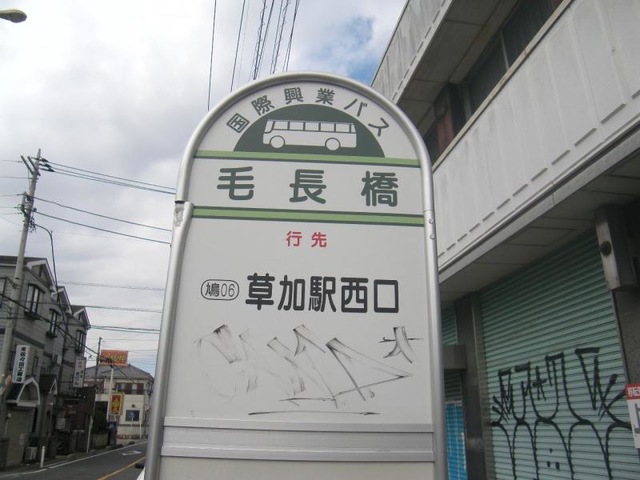 国際興業バス
毛長橋
行先
鳩06 草加駅西口